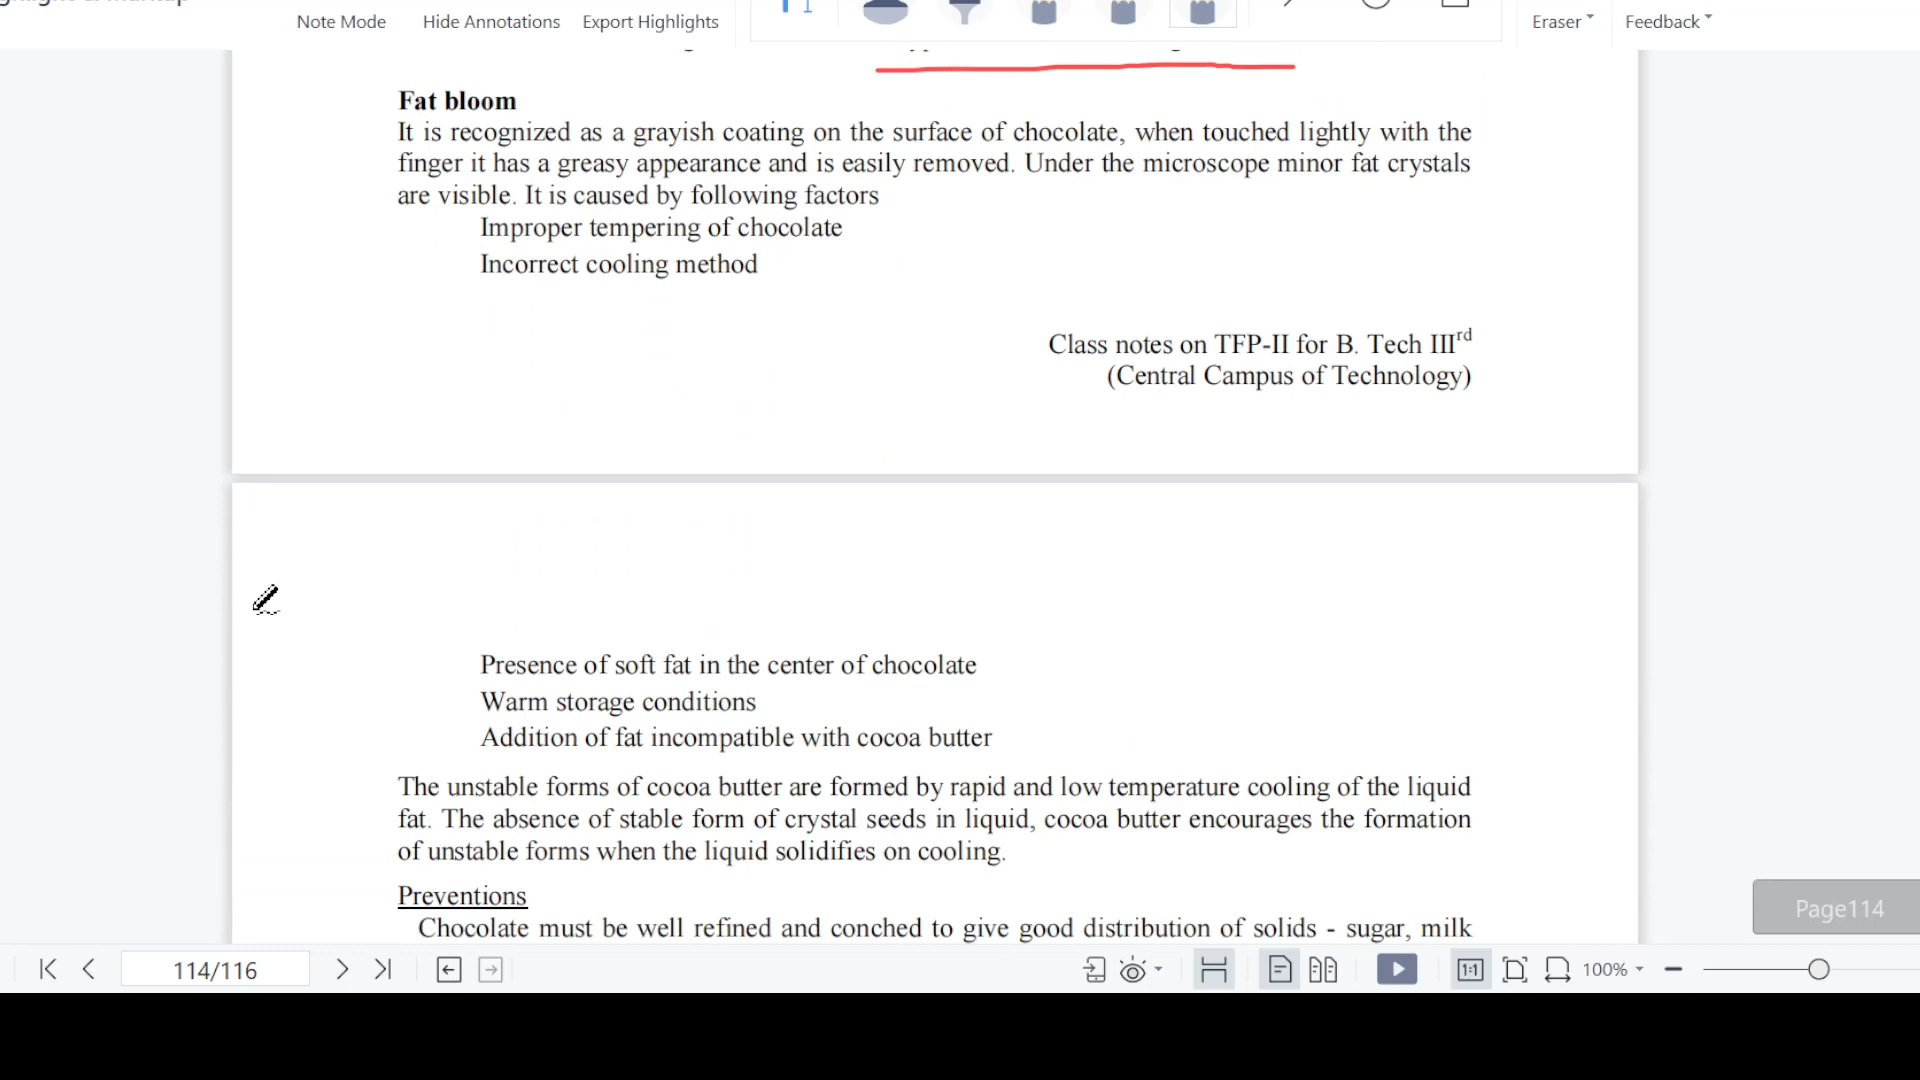 Note Mode
Hide Annotations
Export Highlights
Eraser
Feedback
Fat bloom
It is recognized as a grayish coating on the surface of chocolate, when touched lightly with the
finger it has a greasy appearance and is easily removed. Under the microscope minor fat crystals
are visible. It is caused by following factors
Improper tempering of chocolate
Incorrect cooling method
Class notes on TFP-II for B. Tech IIIrd
(Central Campus of Technology)
Presence of soft fat in the center of chocolate
Warm storage conditions
Addition of fat incompatible with cocoa butter
The unstable forms of cocoa butter are formed by rapid and low temperature cooling of the liquid
fat. The absence of stable form of crystal seeds in liquid, cocoa butter encourages the formation
of unstable forms when the liquid solidifies on cooling.
Preventions
Chocolate must be well refined and conched to give good distribution of solids - sugar, milk
Page114
114/116
1:1
100%